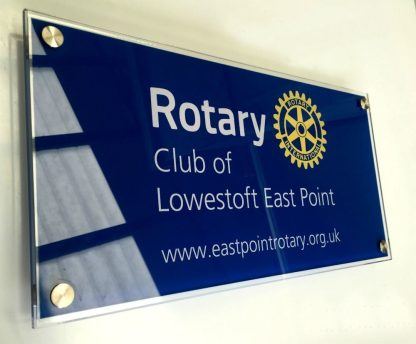 Rotary
ROTARY
INTERNATIONAL
Club of
Lowestoft East Point
www.eastpointrotary.org.uk